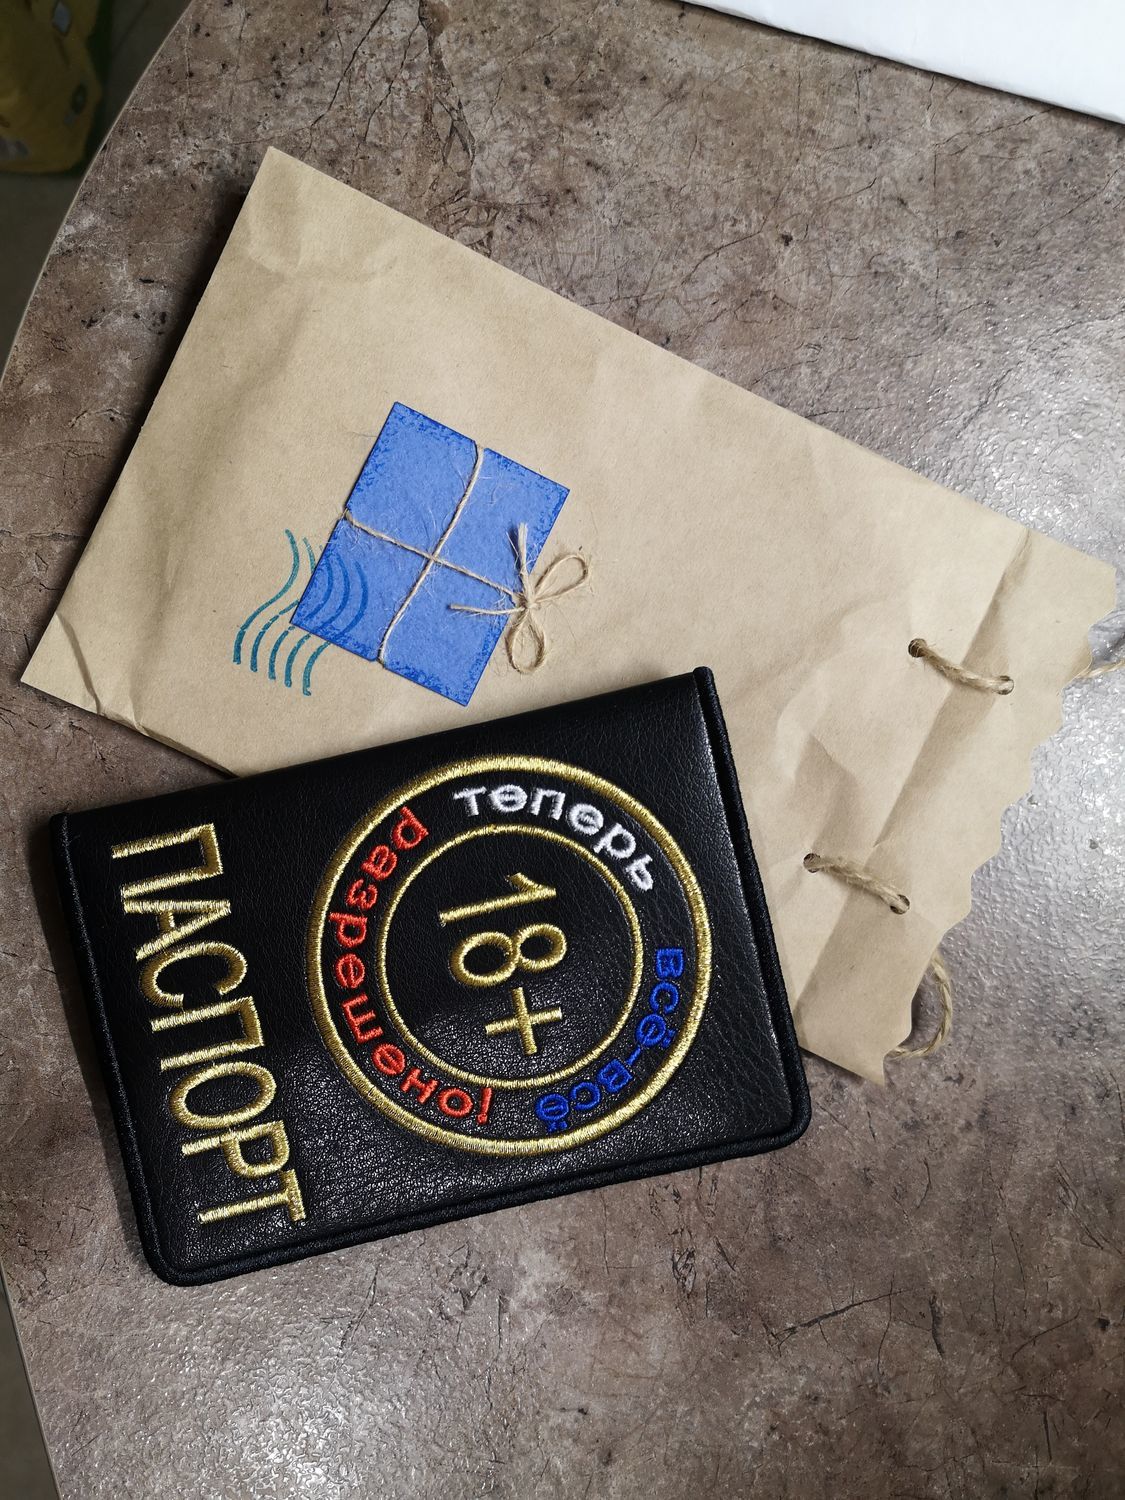 теперь
всё-всё
разрешено!
18+
ПАСПОРТ